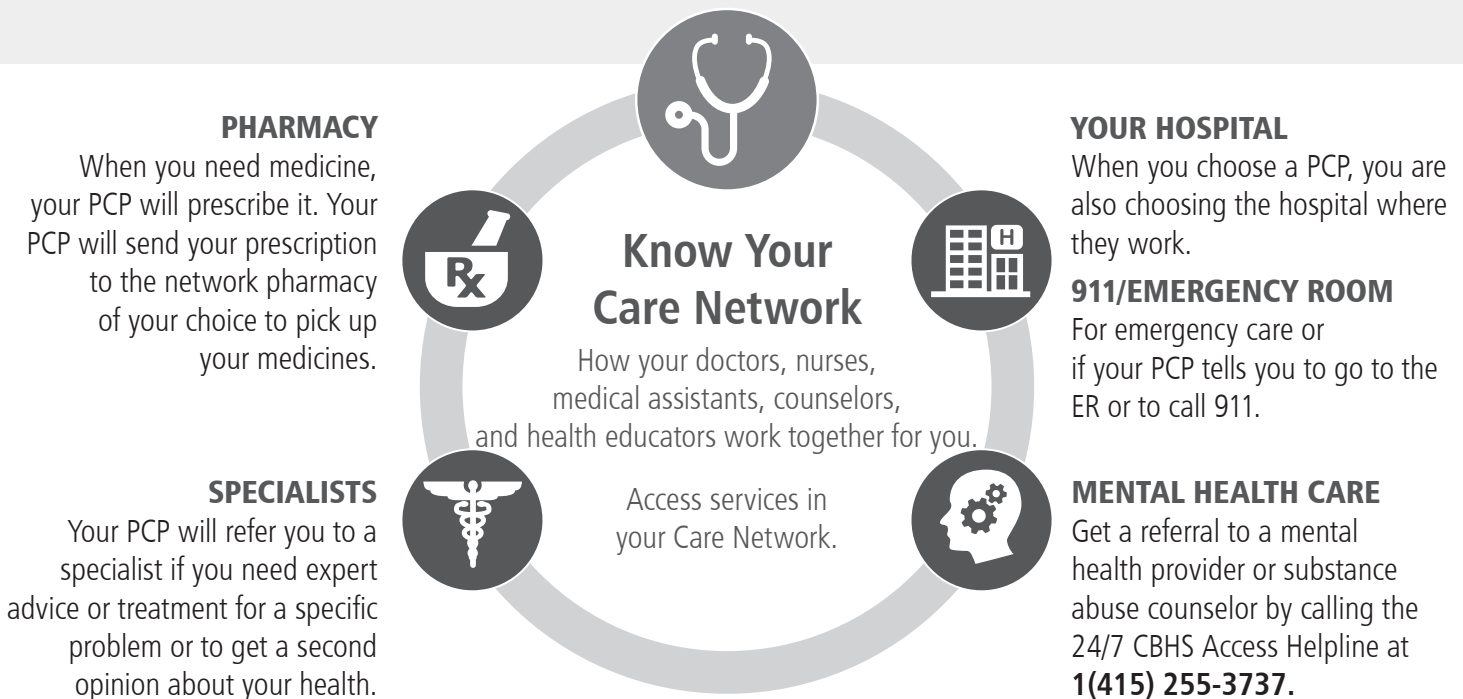 PHARMACY
When you need medicine,
your PCP will prescribe it. Your
PCP will send your prescription
to the network pharmacy
of your choice to pick up
your medicines.
SPECIALISTS
Your PCP will refer you to a
specialist if you need expert
advice or treatment for a specific
problem or to get a second
opinion about your health.
Rx
Know Your
Care Network
How your doctors, nurses,
medical assistants, counselors,
and health educators work together for you.
Access services in
your Care Network.
H
YOUR HOSPITAL
When you choose a PCP, you are
also choosing the hospital where
they work.
911/EMERGENCY ROOM
For emergency care or
if your PCP tells you to go to the
ER or to call 911.
MENTAL HEALTH CARE
Get a referral to a mental
health provider or substance
abuse counselor by calling the
24/7 CBHS Access Helpline at
1(415) 255-3737.